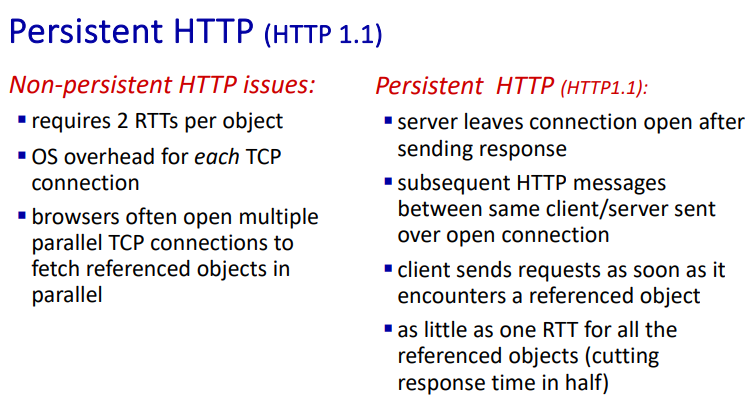 Persistent HTTP (HTTP 1.1)
Non-persistent HTTP issues:
▪ requires 2 RTTs per object
▪ OS overhead for each TCP
connection
▪ browsers often open multiple
parallel TCP connections to
fetch referenced objects in
parallel
Persistent HTTP (HTTP1.1):
▪ server leaves connection open after
sending response
▪ subsequent HTTP messages
between same client/server sent
over open connection
▪ client sends requests as soon as it
encounters a referenced object
▪ as little as one RTT for all the
referenced objects (cutting
response time in half)